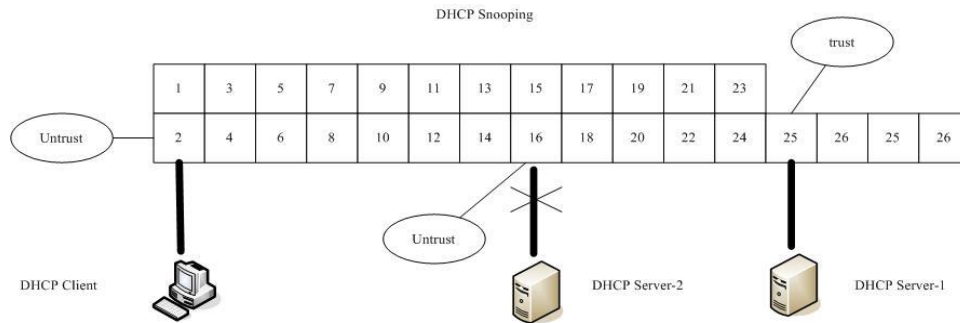 DHCP Snooping
trust
1 3 5 7 9 11 13 15 17 19 21 23
Untrust
2 4 6 8 10 12 14 16 18 20 22 24 25 26 25 26
Untrust
DHCP Client
DHCP Server-2
DHCP Server-1